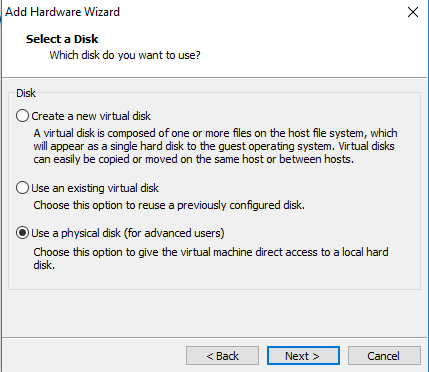 Add Hardware Wizard
Select a Disk
Which disk do you want to use?
Disk
Create a new virtual disk
A virtual disk is composed of one or more files on the host file system, which
will appear as a single hard disk to the guest operating system. Virtual disks
can easily be copied or moved on the same host or between hosts.
Use an existing virtual disk
Choose this option to reuse a previously configured disk.
Use a physical disk (for advanced users)
Choose this option to give the virtual machine direct access to a local hard
disk.
< Back
Next >
Cancel